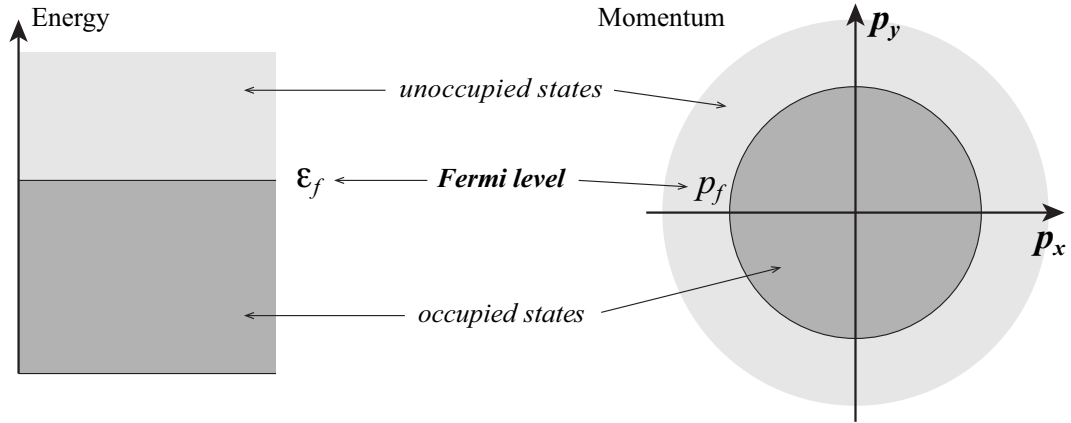 Energy
Momentum
p_y
unoccupied states
ε_f
Fermi level
p_f
p_x
occupied states